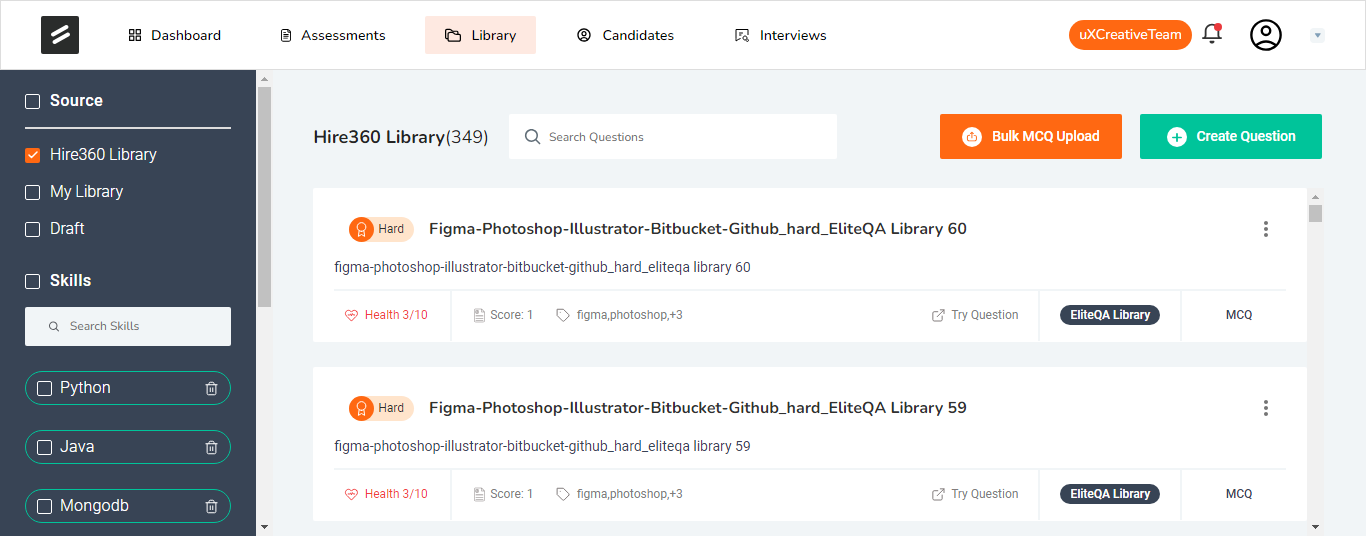 Dashboard
Assessments
Library
Candidates
Interviews
uXCreativeTeam
Source
Hire360 Library
My Library
Draft
Skills
Search Skills
Python
Java
Mongodb
Hire360 Library(349)
Search Questions
Bulk MCQ Upload
Create Question
Hard
Figma-Photoshop-Illustrator-Bitbucket-Github_hard_EliteQA Library 60
figma-photoshop-illustrator-bitbucket-github_hard_eliteqa library 60
Health 3/10
Score: 1
figma,photoshop,+3
Try Question
EliteQA Library
MCQ
Hard
Figma-Photoshop-Illustrator-Bitbucket-Github_hard_EliteQA Library 59
figma-photoshop-illustrator-bitbucket-github_hard_eliteqa library 59
Health 3/10
Score: 1
figma,photoshop,+3
Try Question
EliteQA Library
MCQ